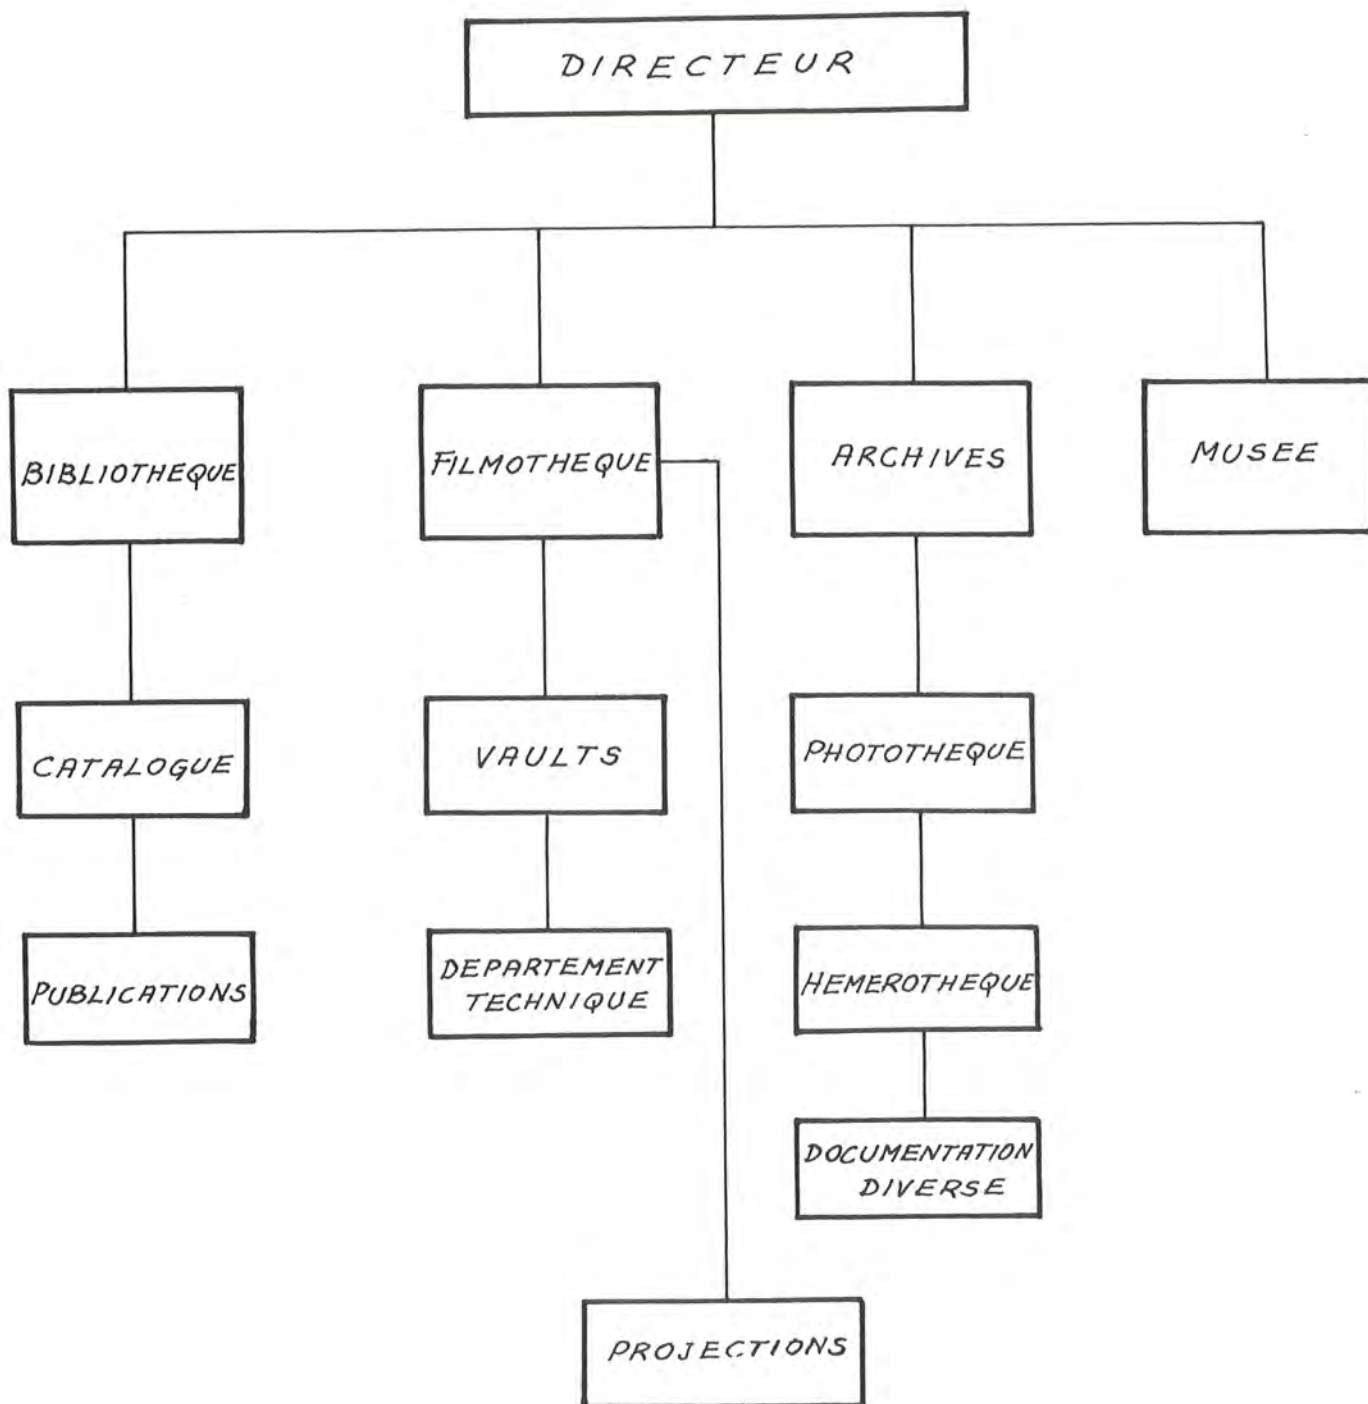 DIRECTEUR
BIBLIOTHEQUE
FILMOTHEQUE
ARCHIVES
MUSEE
CATALOGUE
VAULTS
PHOTOTHEQUE
PUBLICATIONS
DEPARTEMENT
TECHNIQUE
HEMEROTHEQUE
DOCUMENTATION
DIVERSE
PROJECTIONS